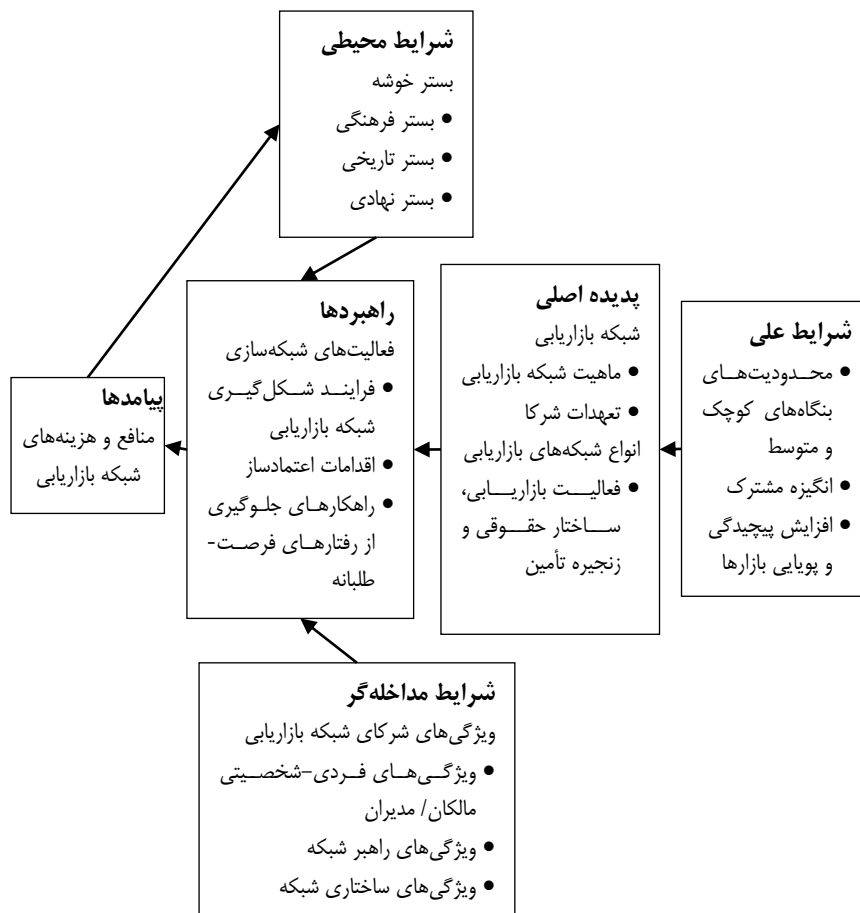 شرایط محیطی
بستر خوشه
• بستر فرهنگی
• بستر تاریخی
• بستر نهادی
شرایط علی
• محدودیت‌های
بنگاه‌های کوچک
و متوسط
• انگیزه مشترک
• افزایش پیچیدگی
و پویایی بازارها
پدیده اصلی
شبکه بازاریابی
• ماهیت شبکه بازاریابی
• تعهدات شرکا
انواع شبکه‌های بازاریابی
• فعالیت بازاریابی،
ساختار حقوقی و
زنجیره تأمین
راهبردها
فعالیت‌های شبکه‌سازی
• فرایند شکل‌گیری
شبکه بازاریابی
• اقدامات اعتمادساز
• راهکارهای جلوگیری
از رفتارهای فرصت-
طلبانه
پیامدها
منافع و هزینه‌های
شبکه بازاریابی
شرایط مداخله‌گر
ویژگی‌های شرکای شبکه بازاریابی
• ویژگی‌های فردی-شخصیتی
مالکان/ مدیران
• ویژگی‌های راهبر شبکه
• ویژگی‌های ساختاری شبکه